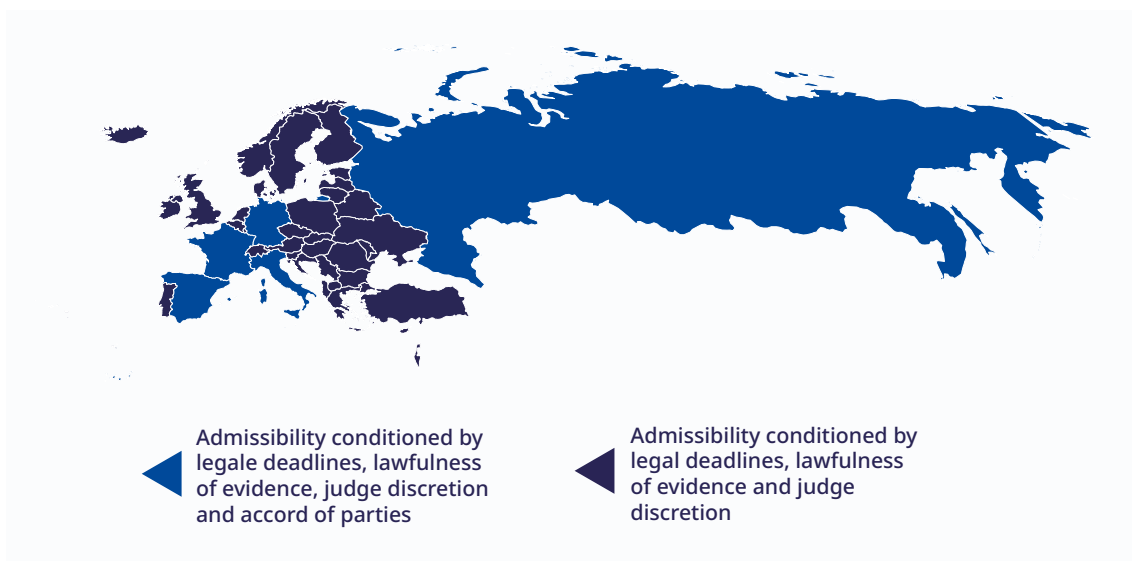 Admissibility conditioned by
legale deadlines, lawfulness
of evidence, judge discretion
and accord of parties
Admissibility conditioned by
legal deadlines, lawfulness
of evidence and judge
discretion